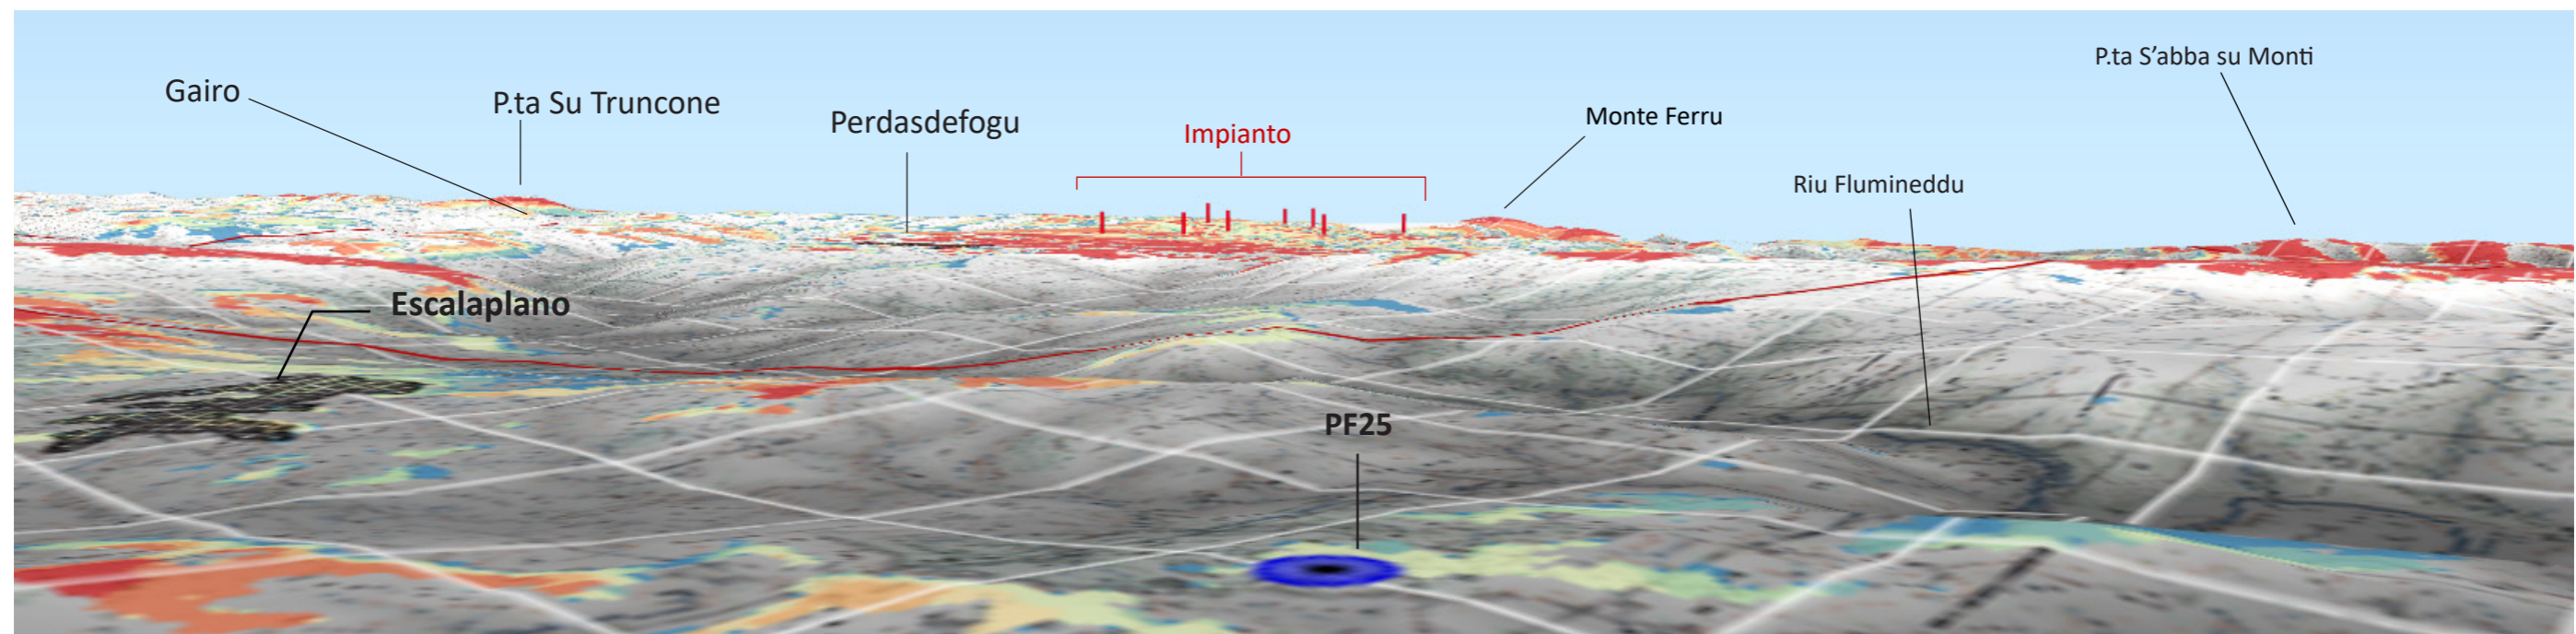 Gairo
P.ta Su Truncone
Perdasdefogu
Impianto
Monte Ferru
Riu Flumineddu
P.ta S'abba su Monti
Escalaplano
PF25